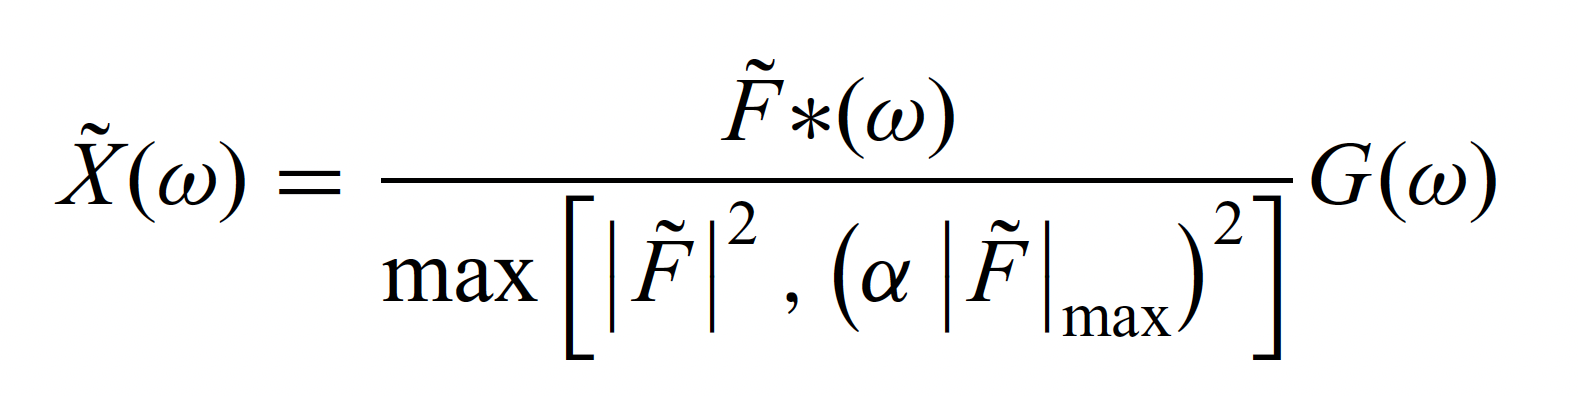 X̃(ω) = F̃*(ω) / max[|F̃|², (α |F̃|max)²] G(ω)